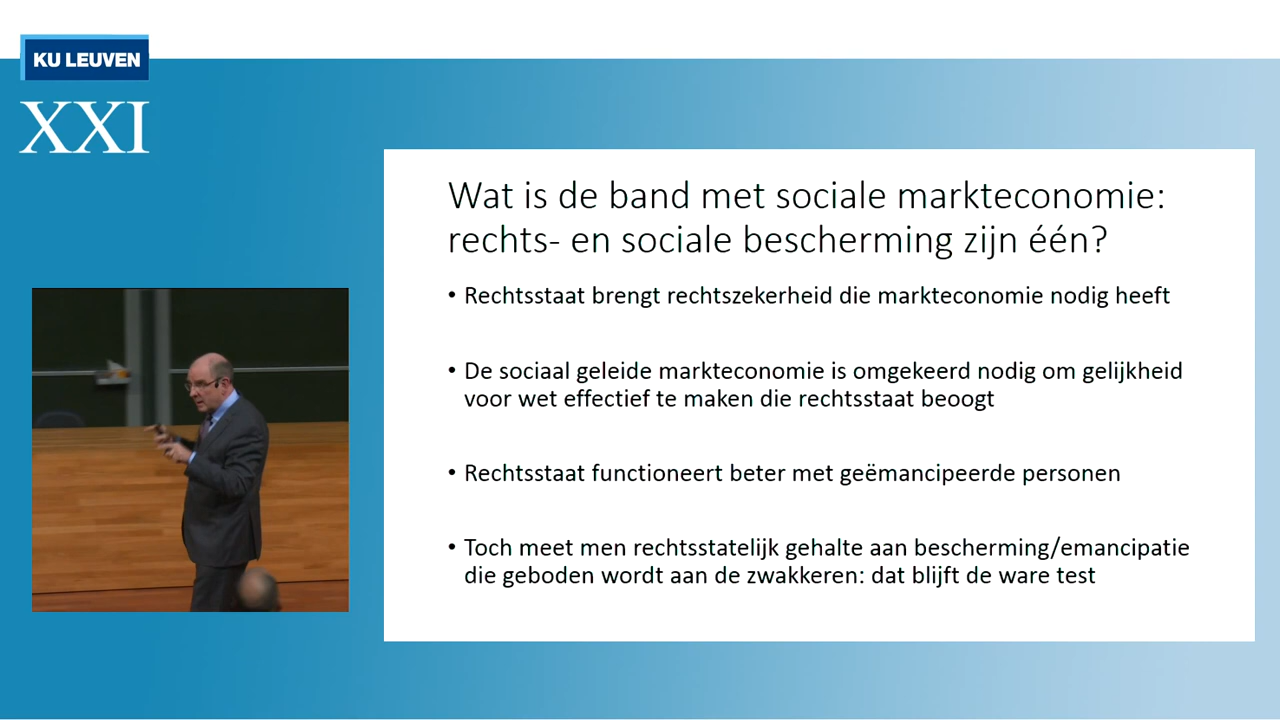 KU LEUVEN
XXI
Wat is de band met sociale markteconomie:
rechts- en sociale bescherming zijn één?
• Rechtsstaat brengt rechtszekerheid die markteconomie nodig heeft
• De sociaal geleide markteconomie is omgekeerd nodig om gelijkheid
voor wet effectief te maken die rechtsstaat beoogt
• Rechtsstaat functioneert beter met geëmancipeerde personen
• Toch meet men rechtsstatelijk gehalte aan bescherming/emancipatie
die geboden wordt aan de zwakkeren: dat blijft de ware test